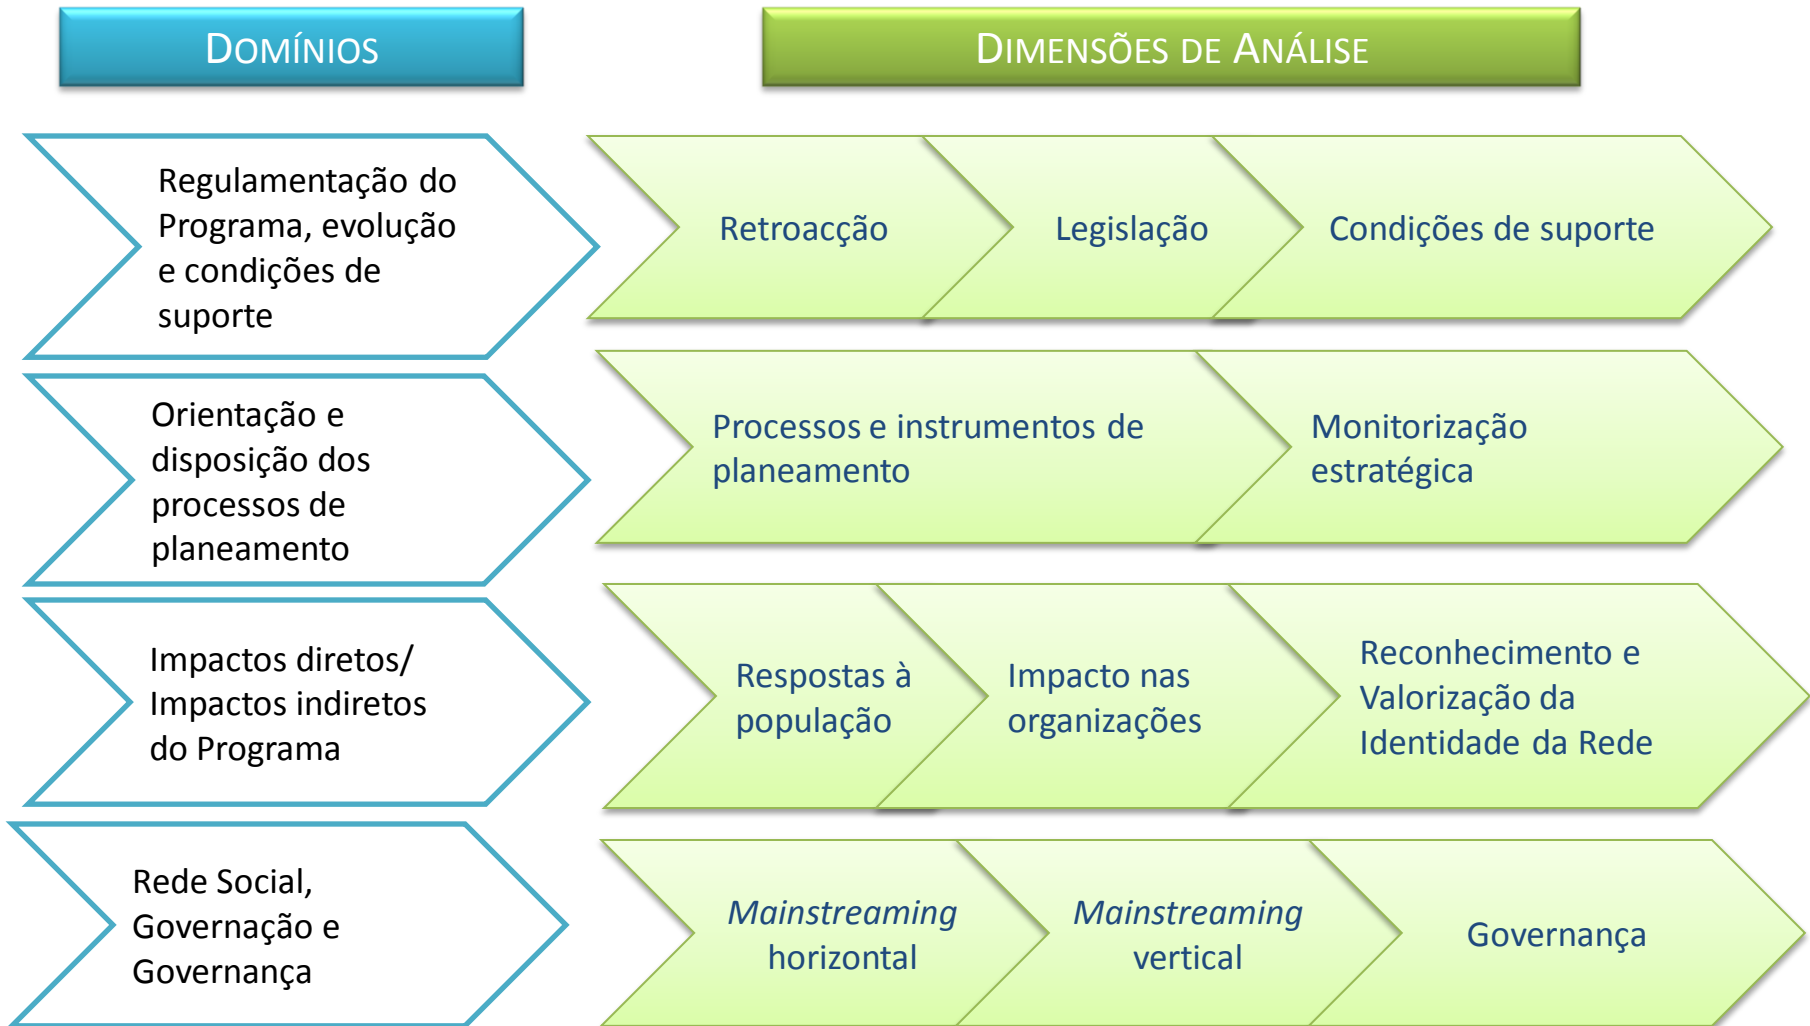 DOMÍNIOS
DIMENSÕES DE ANÁLISE
Regulamentação do
Programa, evolução
e condições de
suporte
Retroacção
Legislação
Condições de suporte
Orientação e
disposição dos
processos de
planeamento
Processos e instrumentos de
planeamento
Monitorização
estratégica
Impactos diretos/
Impactos indiretos
do Programa
Respostas à
população
Impacto nas
organizações
Reconhecimento e
Valorização da
Identidade da Rede
Rede Social,
Governação e
Governança
Mainstreaming
horizontal
Mainstreaming
vertical
Governança